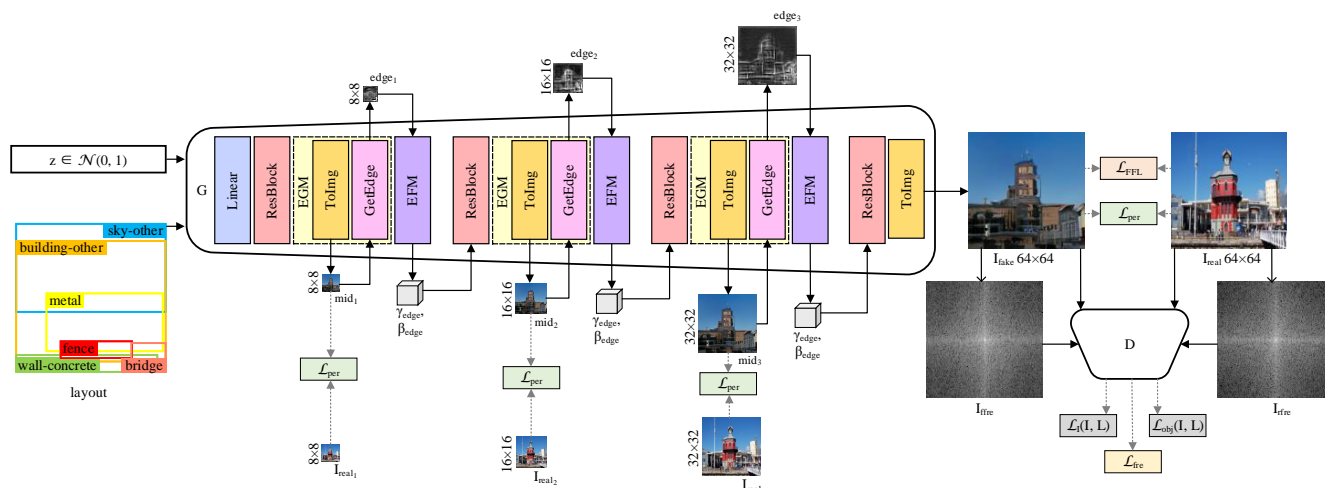 z ∈ 𝒩(0, 1)
sky-other
building-other
metal
fence
wall-concrete
bridge
layout
G
Linear
ResBlock
EGM
ToImg
GetEdge
EFM
8×8
edge₁
8×8
mid₁
γedge,
βedge
ℒper
8×8
Ireal₁
ResBlock
EGM
ToImg
GetEdge
EFM
16×16
edge₂
16×16
mid₂
γedge,
βedge
ℒper
16×16
Ireal₂
ResBlock
EGM
ToImg
GetEdge
EFM
32×32
edge₃
32×32
mid₃
γedge,
βedge
ℒper
32×32
ResBlock
ToImg
ℒFFL
ℒper
Ifake 64×64
Ireal 64×64
D
Iffre
Irfre
ℒI(I, L)
ℒobj(I, L)
ℒfre